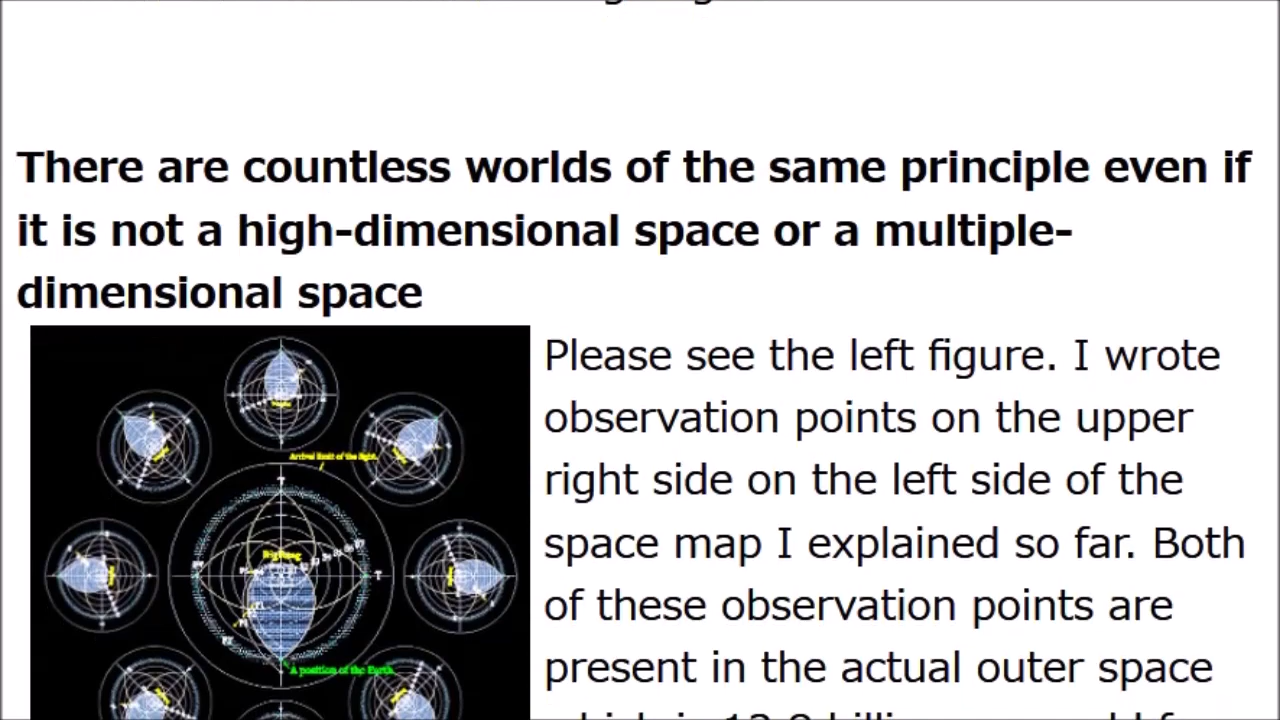 There are countless worlds of the same principle even if
it is not a high-dimensional space or a multiple-
dimensional space
Please see the left figure. I wrote
observation points on the upper
right side on the left side of the
space map I explained so far. Both
of these observation points are
present in the actual outer space
Arrival limit of the light.
Big Bang
A position of the Earth.